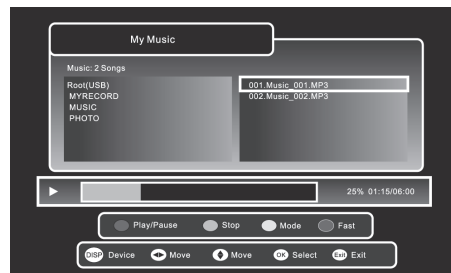 My Music
Music: 2 Songs
Root(USB)
MYRECORD
MUSIC
PHOTO
001.Music_001.MP3
002.Music_002.MP3
25% 01:15/06:00
Play/Pause Stop Mode Fast
DISP Device Move Move OK Select Exit Exit